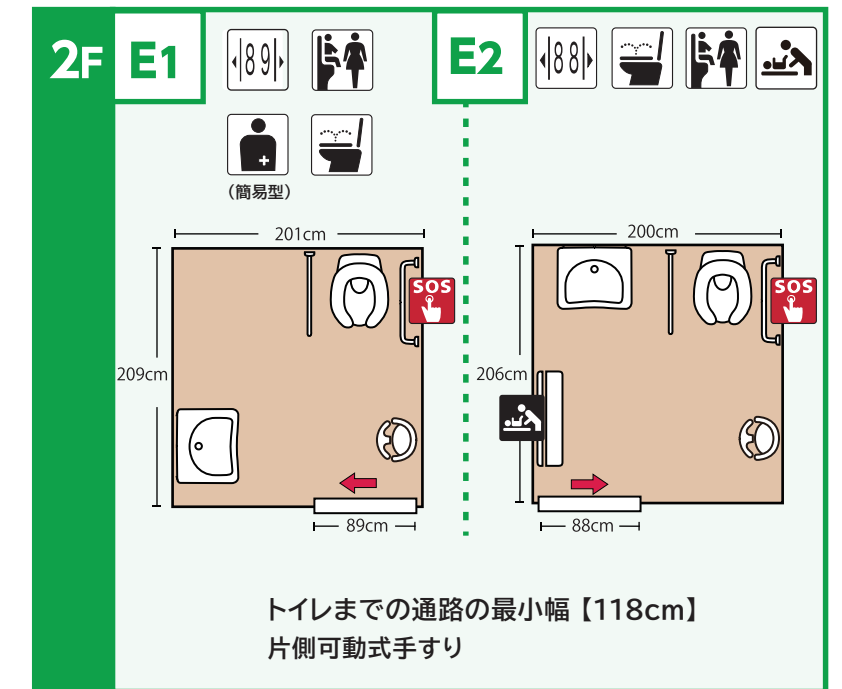 2F
E1
89
(簡易型)
E2
88
201cm
209cm
SOS
89cm
200cm
206cm
SOS
88cm
トイレまでの通路の最小幅【118cm】
片側可動式手すり